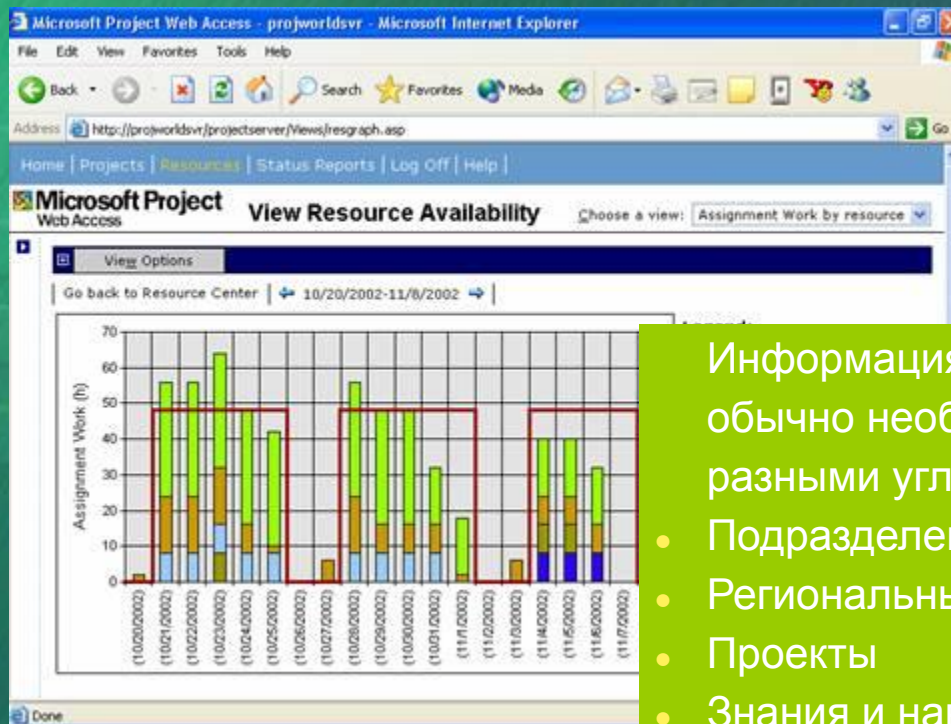 Microsoft Project Web Access - projworldsvr - Microsoft Internet Explorer
File Edit View Favorites Tools Help
Back Search Favorites Media
Address http://projworldsvr/projectserver/Views/resgraph.asp Go
Home | Projects | Resources | Status Reports | Log Off | Help |
Microsoft Project
Web Access
View Resource Availability Choose a view: Assignment Work by resource
View Options
Go back to Resource Center | 10/20/2002-11/8/2002 |
70
60
50
40
30
20
10
0
Assignment Work (h)
(10/20/2002)
(10/21/2002)
(10/22/2002)
(10/23/2002)
(10/24/2002)
(10/25/2002)
(10/26/2002)
(10/27/2002)
(10/28/2002)
(10/29/2002)
(10/30/2002)
(10/31/2002)
(11/1/2002)
(11/2/2002)
(11/3/2002)
(11/4/2002)
(11/5/2002)
(11/6/2002)
(11/7/2002)
Done
Информация
обычно необ
разными угл
• Подразделе
• Региональны
• Проекты
• Знания и на